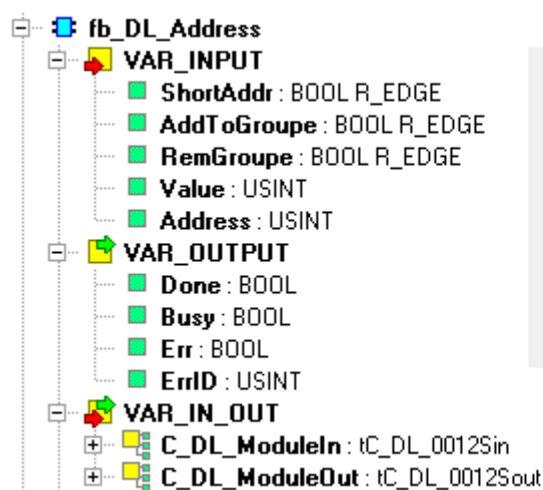 fb_DL_Address
VAR_INPUT
ShortAddr : BOOL R_EDGE
AddToGroupe : BOOL R_EDGE
RemGroupe : BOOL R_EDGE
Value : USINT
Address : USINT
VAR_OUTPUT
Done : BOOL
Busy : BOOL
Err : BOOL
ErrID : USINT
VAR_IN_OUT
C_DL_ModuleIn : tC_DL_0012Sin
C_DL_ModuleOut : tC_DL_0012Sout